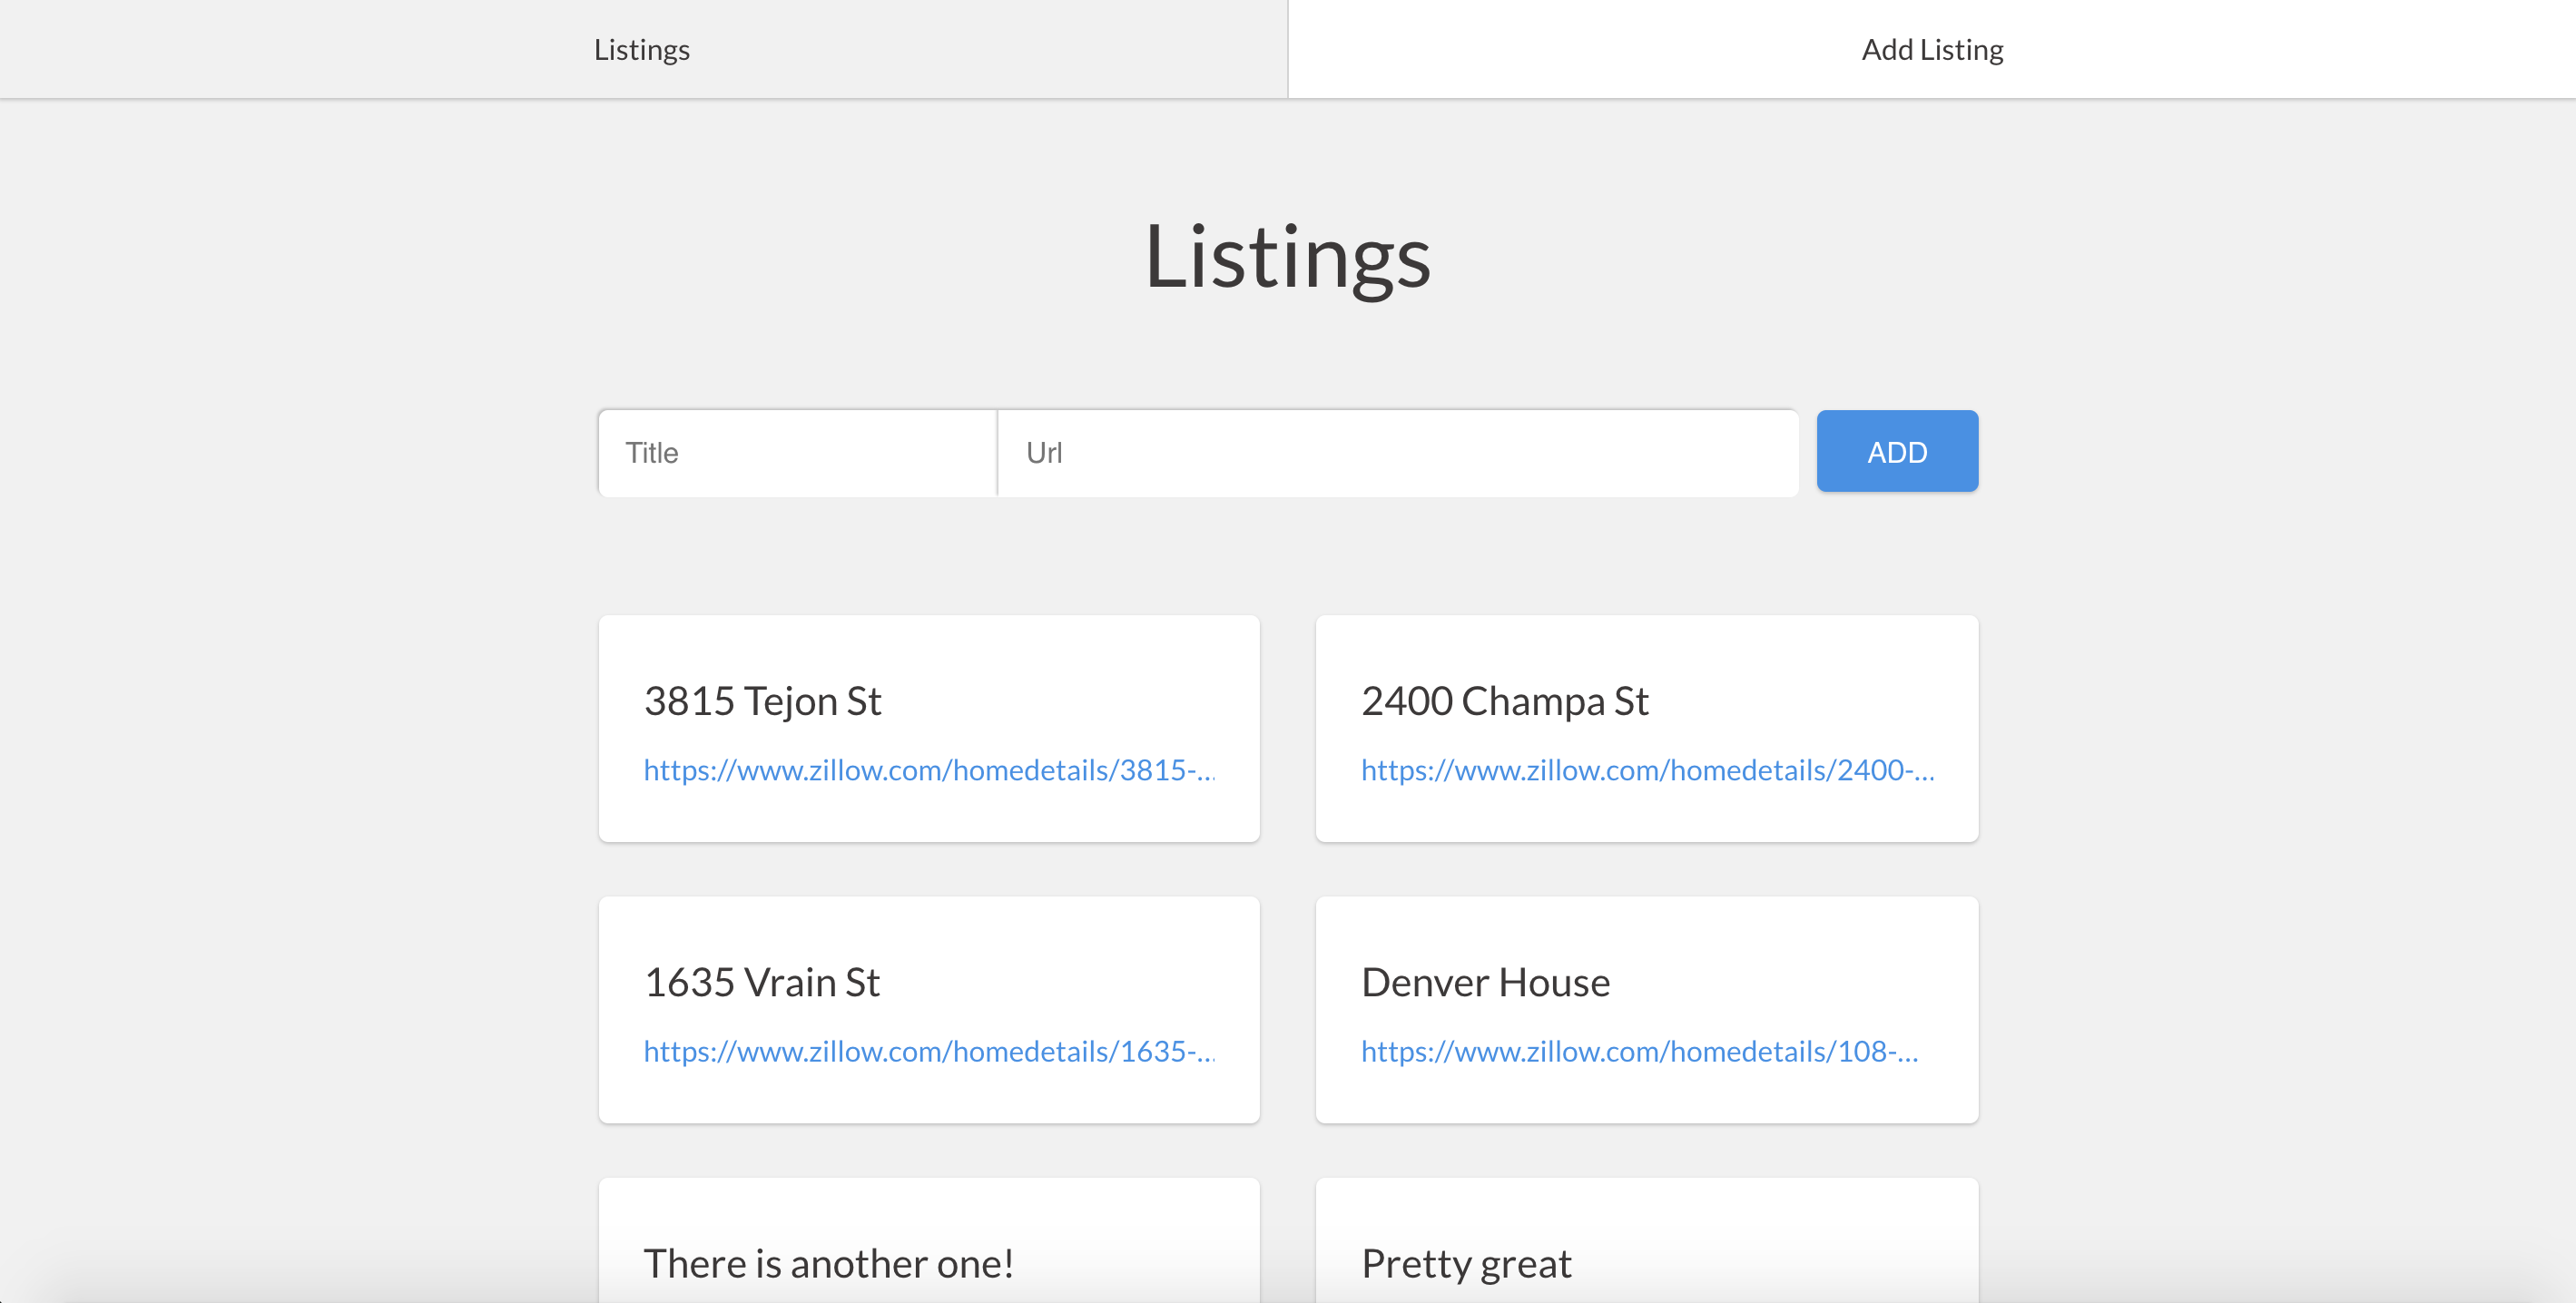 Listings
Add Listing
Listings
Title
Url
ADD
3815 Tejon St
https://www.zillow.com/homedetails/3815-...
2400 Champa St
https://www.zillow.com/homedetails/2400-...
1635 Vrain St
https://www.zillow.com/homedetails/1635-...
Denver House
https://www.zillow.com/homedetails/108-...
There is another one!
Pretty great